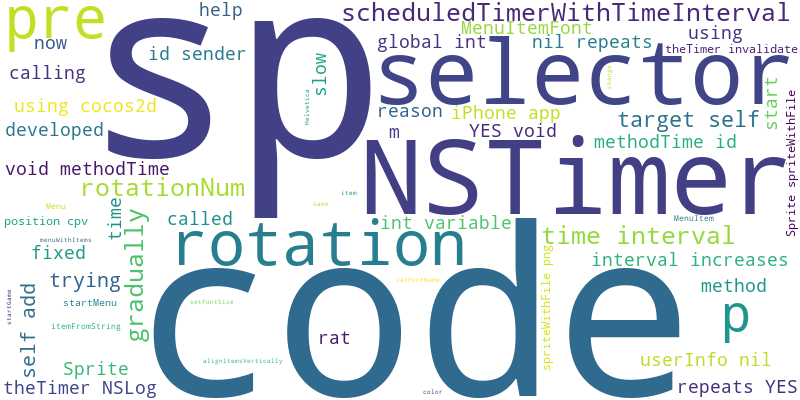 pre
sp
help
scheduledTimerWithTimeInterval
now
id sender
MenuItemFont
using
global int
nil repeats
theTimer invalidate
calling
slow
selector
change
start
using cocos2d
Helvetica
reason
iPhone app
target self
developed
m
YES void
methodTime id
Sprite spriteWithFile
void methodTime
NSTimer
rotationNum
item
Menu
Game
position cpv
time
called
int variable
MenuItem
menuWithItems
rotation
time interval
fixed
gradually
code
spriteWithFile png
interval increases
trying
setFontName
method
startGame
self add
startMenu
setFontSize
p
itemFromString
rat
Sprite
alignItemsVertically
userInfo nil
theTimer NSLog
color
repeats YES